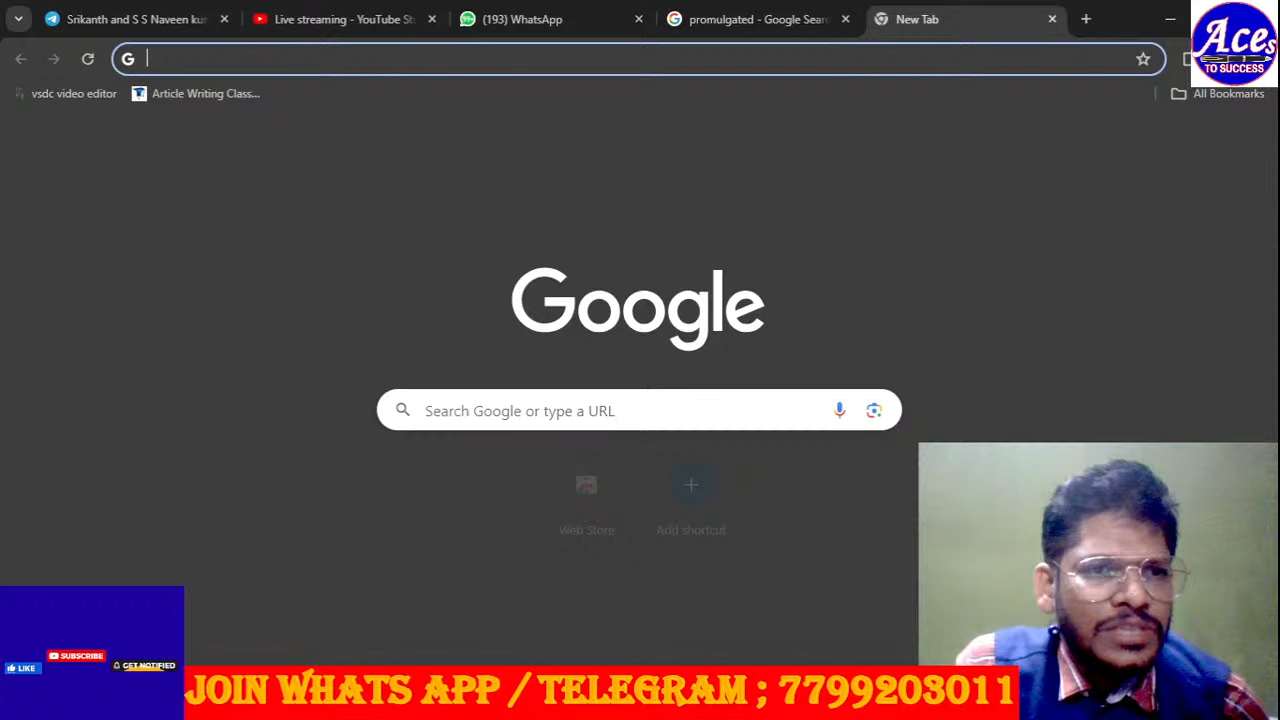 Srikanth and S S Naveen kur
Live streaming - YouTube St
99+
(193) WhatsApp
promulgated - Google Sear
New Tab
G
vsdc video editor
Article Writing Class...
All Bookmarks
Aces
TO SUCCESS
Google
Search Google or type a URL
Web Store
Add shortcut
LIKE
SUBSCRIBE
GET NOTIFIED
JOIN WHATS APP / TELEGRAM ; 7799203011